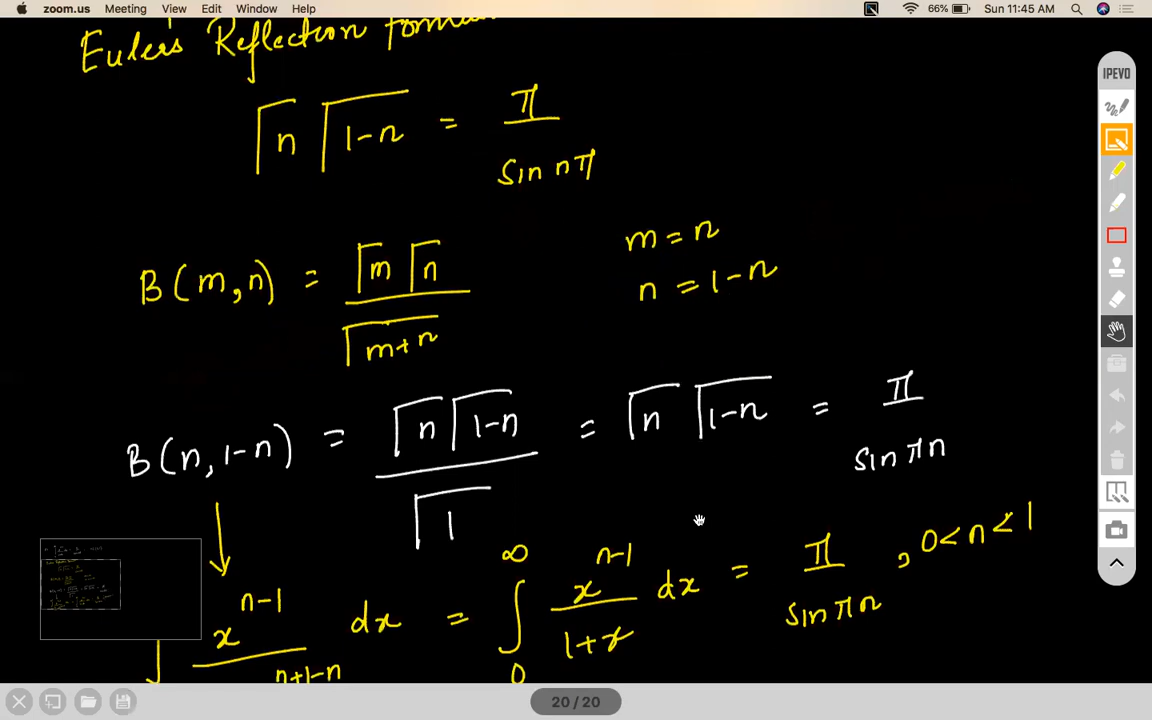 zoom.us Meeting View Edit Window Help 66% Sun 11:45 AM
IPEVO
Euler's Reflection formula
Γn Γ1-n = π / sin nπ
B(m,n) = Γm Γn / Γm+n
m = n
n = 1-n
B(n,1-n) = Γn Γ1-n / Γ1 = Γn Γ1-n = π / sin πn
x^(n-1) / n+1-n dx = ∫₀^∞ x^(n-1) / 1+x dx = π / sin πn , 0<n<1
20/20